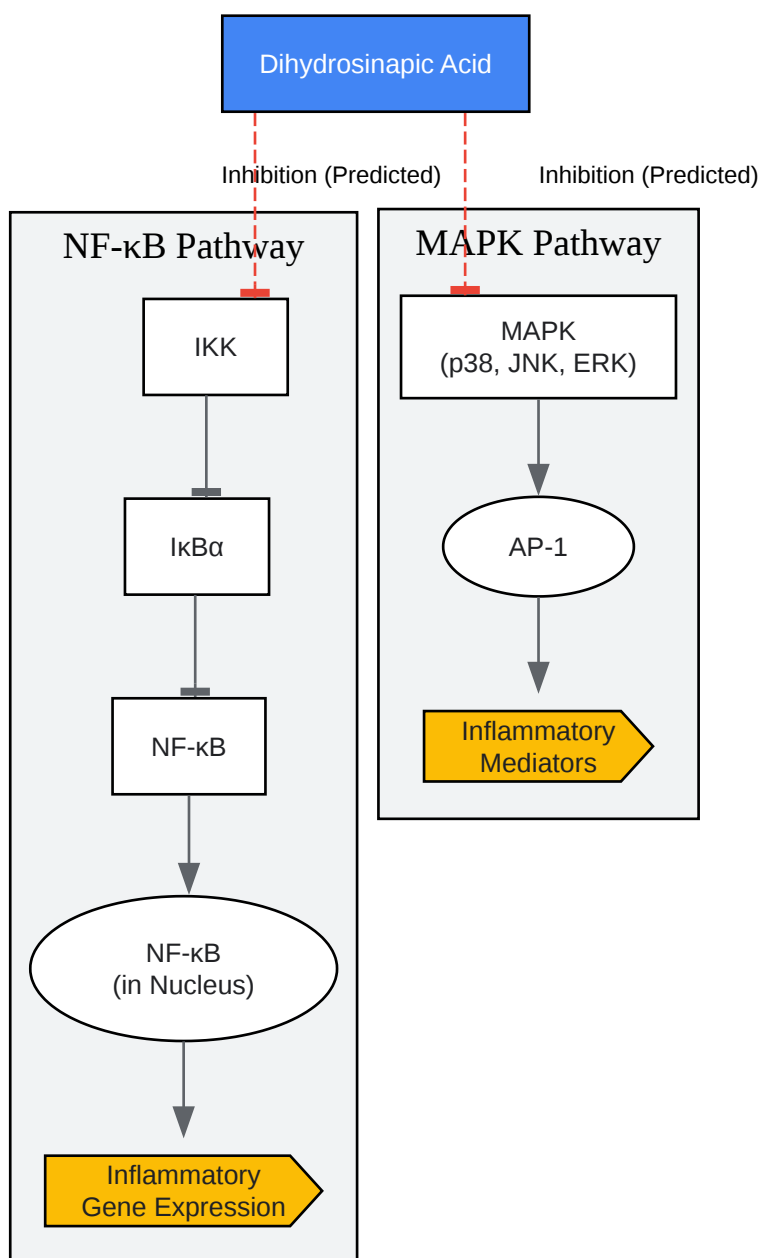 Dihydrosinapic Acid
Inhibition (Predicted)
Inhibition (Predicted)
NF-κB Pathway
IKK
IκBα
NF-κB
NF-κB
(in Nucleus)
Inflammatory
Gene Expression
MAPK Pathway
MAPK
(p38, JNK, ERK)
AP-1
Inflammatory
Mediators